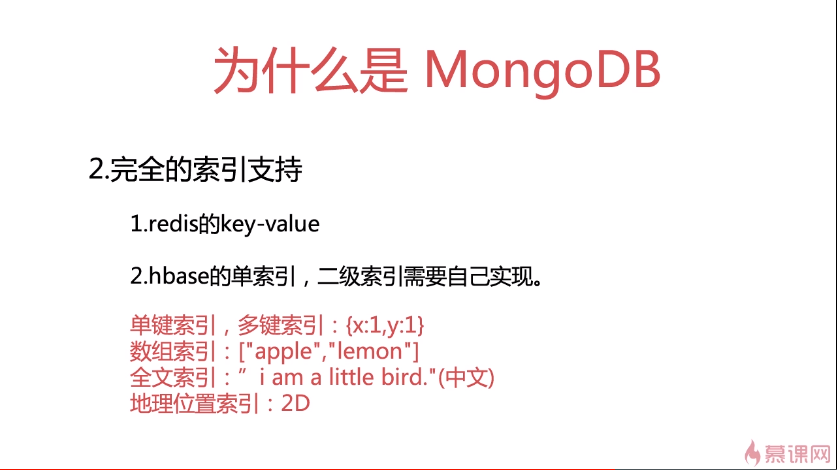 为什么是 MongoDB
2.完全的索引支持
1.redis的key-value
2.hbase的单索引，二级索引需要自己实现。
单键索引，多键索引：{x:1,y:1}
数组索引：["apple","lemon"]
全文索引：”i am a little bird."(中文)
地理位置索引：2D
慕课网